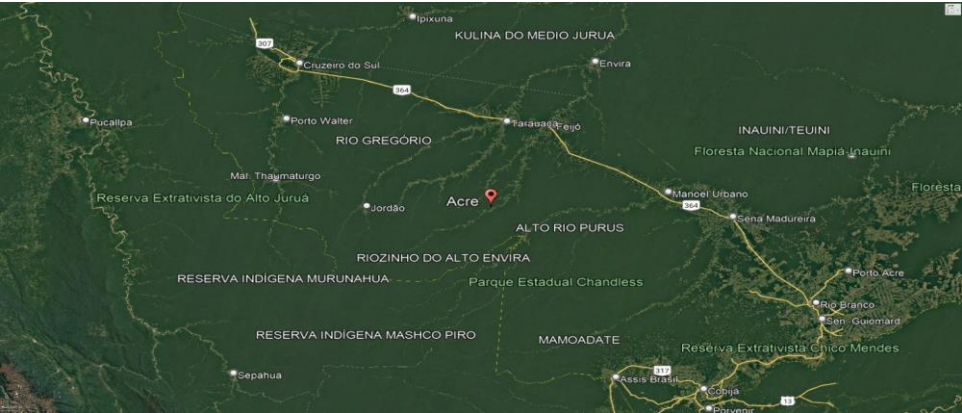 Ipixuna
KULINA DO MEDIO JURUA
307
Cruzeiro do Sul
Envira
364
Pucallpa
Porto Walter
Tarauacá
Feijó
INAUINI/TEUINI
RIO GREGÓRIO
Floresta Nacional Mapiá-Inauini
Mal. Thaumaturgo
Floresta
Reserva Extrativista do Alto Juruá
Acre
Manoel Urbano
Jordão
364
Sena Madureira
ALTO RIO PURUS
RIOZINHO DO ALTO ENVIRA
RESERVA INDÍGENA MURUNAHUA
Parque Estadual Chandless
Porto Acre
Rio Branco
Sen. Guiomard
RESERVA INDÍGENA MASHCO PIRO
MAMOADATE
Reserva Extrativista Chico Mendes
Sepahua
317
Assis Brasil
Cobija
13
Porvenir